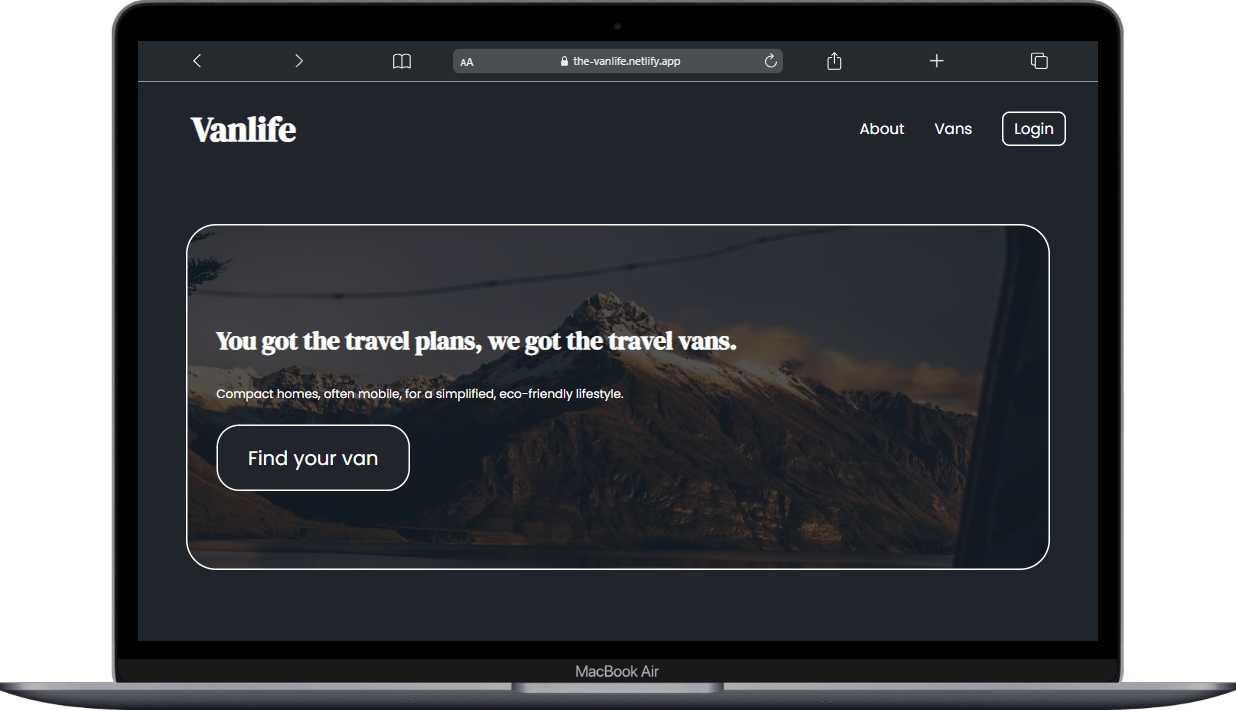 AA the-vanlife.netlify.app
Vanlife
About Vans Login
You got the travel plans, we got the travel vans.
Compact homes, often mobile, for a simplified, eco-friendly lifestyle.
Find your van
MacBook Air